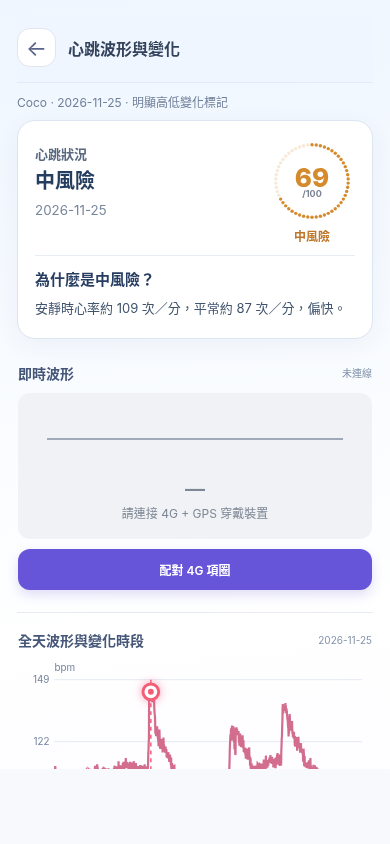 心跳波形與變化
Coco · 2026-11-25 · 明顯高低變化標記
心跳狀況
中風險
2026-11-25
69
/100
中風險
為什麼是中風險？
安靜時心率約 109 次／分，平常約 87 次／分，偏快。
即時波形
未連線
—
請連接 4G + GPS 穿戴裝置
配對 4G 項圈
全天波形與變化時段
2026-11-25
bpm
149
122